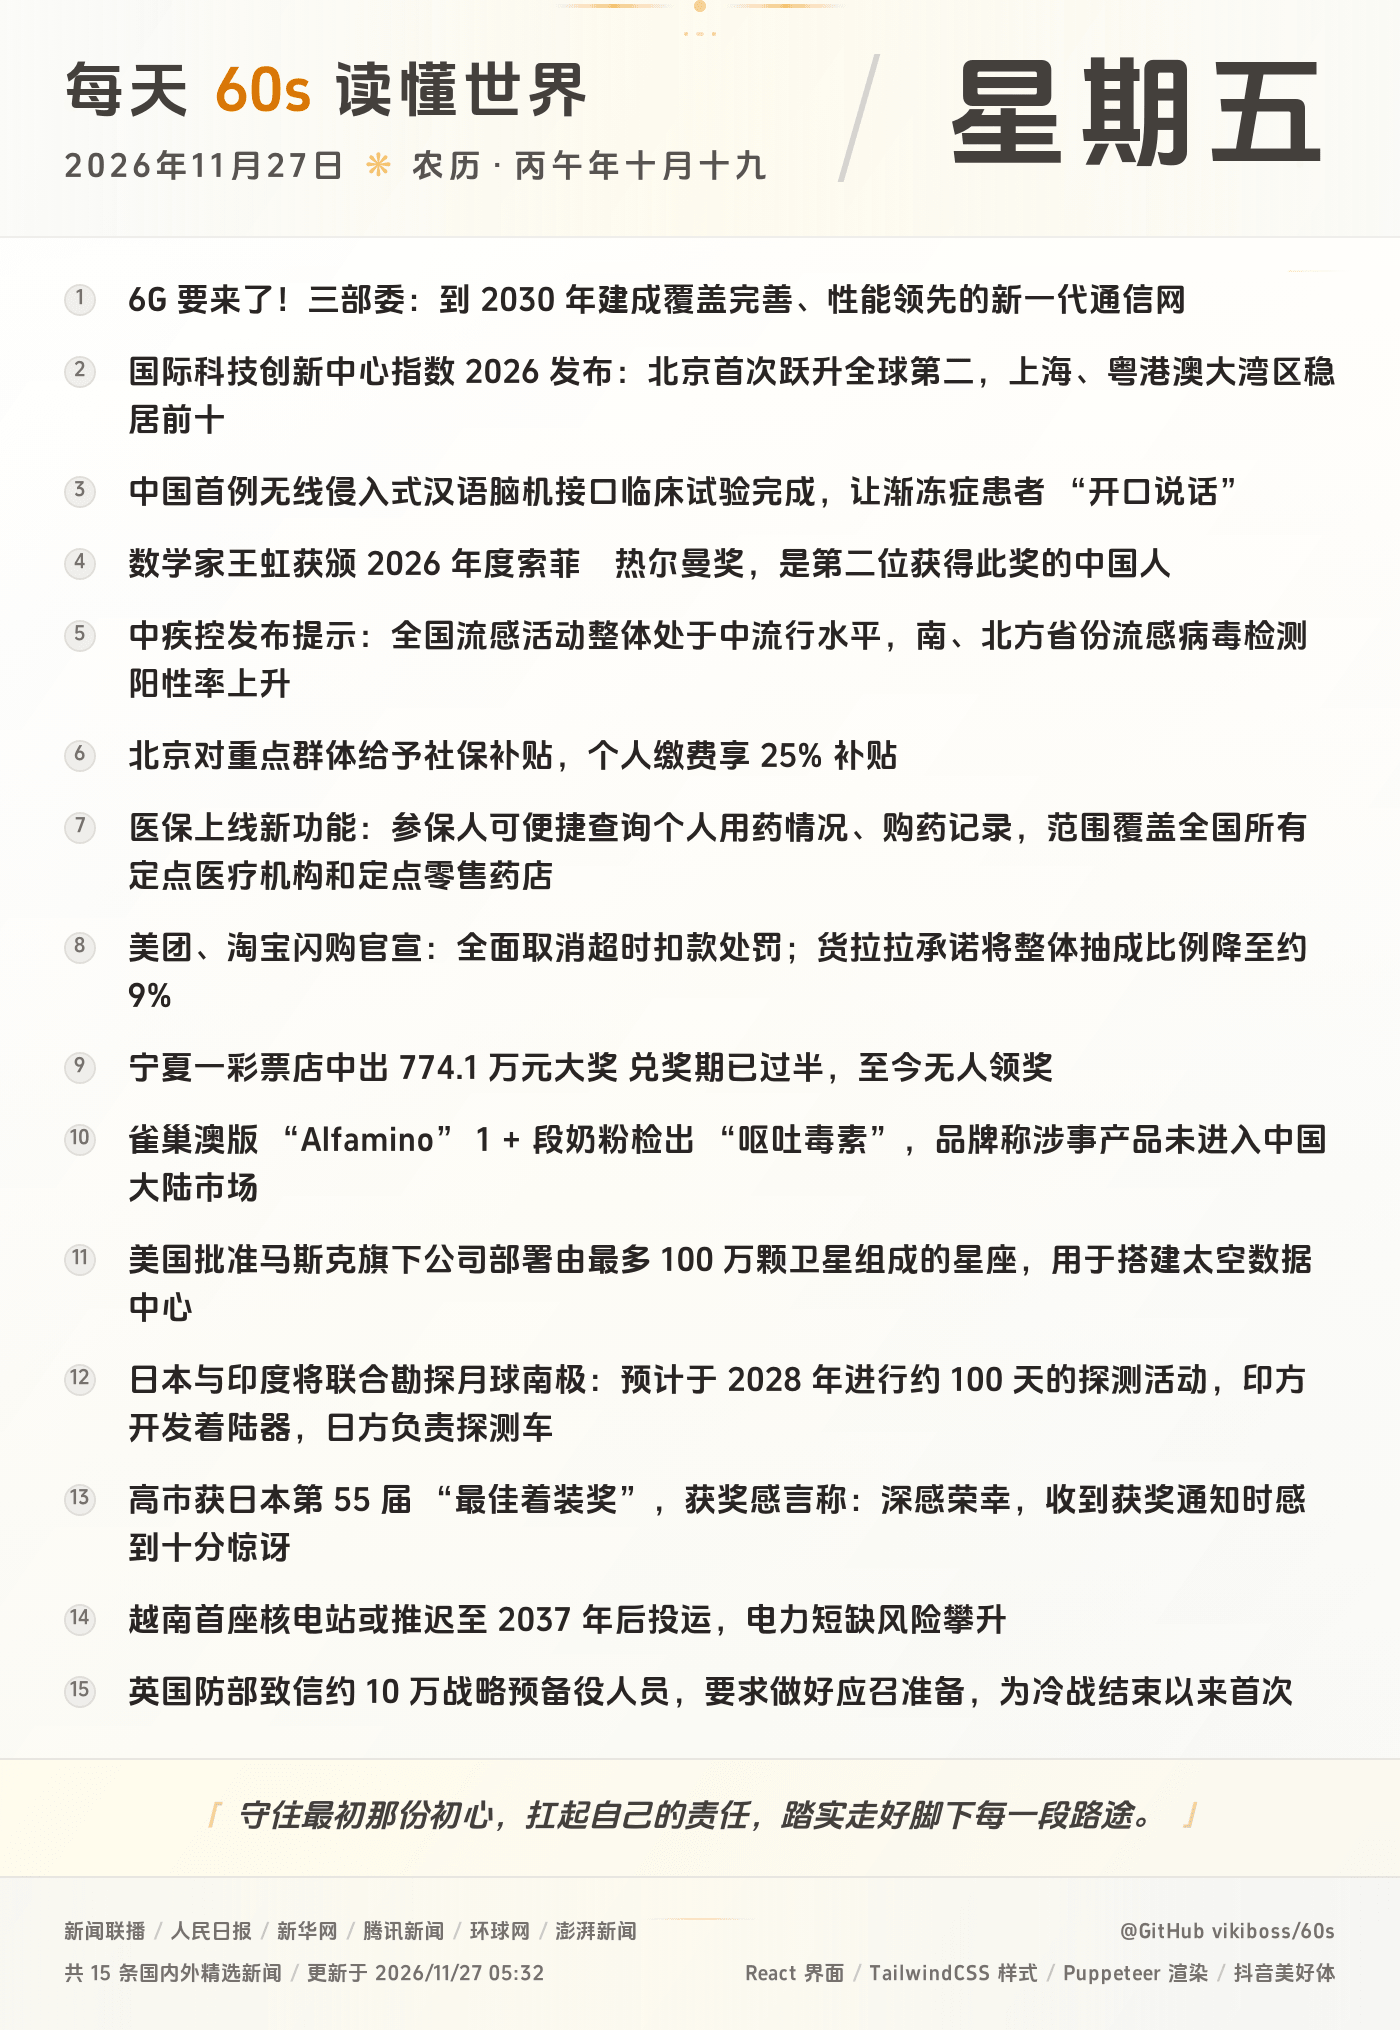 每天 60s 读懂世界
2026年11月27日 ❋ 农历·丙午年十月十九
星期五
1 6G 要来了！三部委：到 2030 年建成覆盖完善、性能领先的新一代通信网
2 国际科技创新中心指数 2026 发布：北京首次跃升全球第二，上海、粤港澳大湾区稳
居前十
3 中国首例无线侵入式汉语脑机接口临床试验完成，让渐冻症患者 “开口说话”
4 数学家王虹获颁 2026 年度索菲　热尔曼奖，是第二位获得此奖的中国人
5 中疾控发布提示：全国流感活动整体处于中流行水平，南、北方省份流感病毒检测
阳性率上升
6 北京对重点群体给予社保补贴，个人缴费享 25% 补贴
7 医保上线新功能：参保人可便捷查询个人用药情况、购药记录，范围覆盖全国所有
定点医疗机构和定点零售药店
8 美团、淘宝闪购官宣：全面取消超时扣款处罚；货拉拉承诺将整体抽成比例降至约
9%
9 宁夏一彩票店中出 774.1 万元大奖 兑奖期已过半，至今无人领奖
10 雀巢澳版 “Alfamino” 1 + 段奶粉检出 “呕吐毒素”，品牌称涉事产品未进入中国
大陆市场
11 美国批准马斯克旗下公司部署由最多 100 万颗卫星组成的星座，用于搭建太空数据
中心
12 日本与印度将联合勘探月球南极：预计于 2028 年进行约 100 天的探测活动，印方
开发着陆器，日方负责探测车
13 高市获日本第 55 届 “最佳着装奖”，获奖感言称：深感荣幸，收到获奖通知时感
到十分惊讶
14 越南首座核电站或推迟至 2037 年后投运，电力短缺风险攀升
15 英国防部致信约 10 万战略预备役人员，要求做好应召准备，为冷战结束以来首次
「 守住最初那份初心，扛起自己的责任，踏实走好脚下每一段路途。 」
新闻联播 / 人民日报 / 新华网 / 腾讯新闻 / 环球网 / 澎湃新闻
@GitHub vikiboss/60s
共 15 条国内外精选新闻 / 更新于 2026/11/27 05:32
React 界面 / TailwindCSS 样式 / Puppeteer 渲染 / 抖音美好体